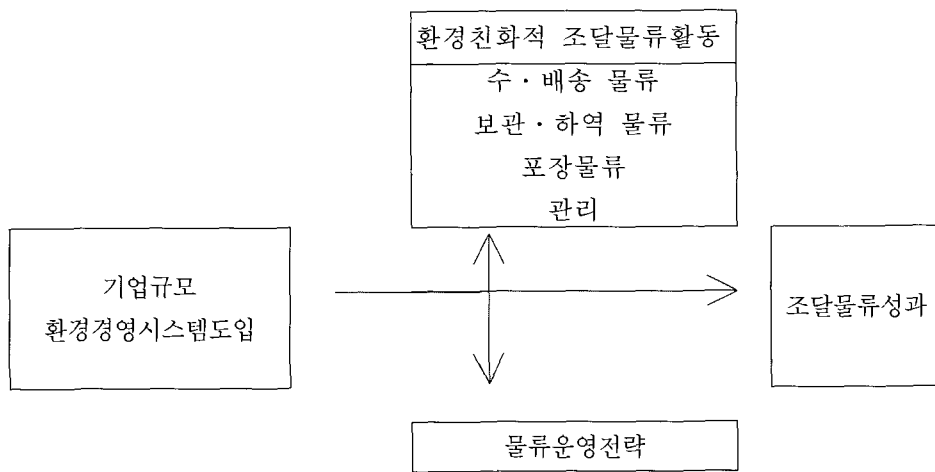 환경친화적 조달물류활동
수·배송 물류
보관·하역 물류
포장물류
관리
기업규모
환경경영시스템도입
조달물류성과
물류운영전략